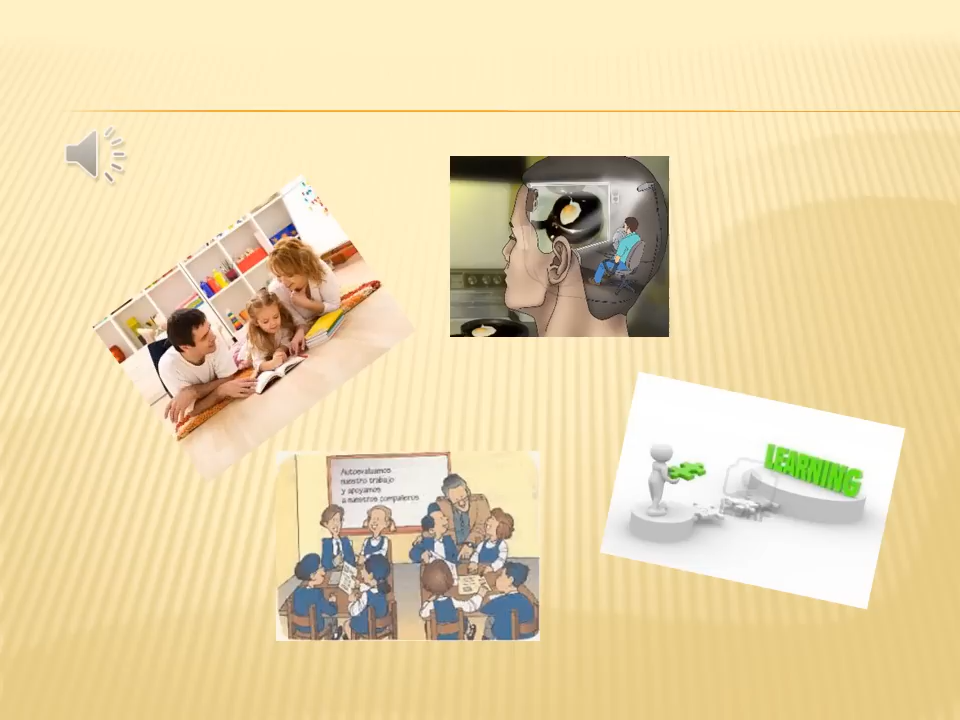 Autoevaluamos
nuestro trabajo
y apoyamos
a nuestros compañeros
LEARNING